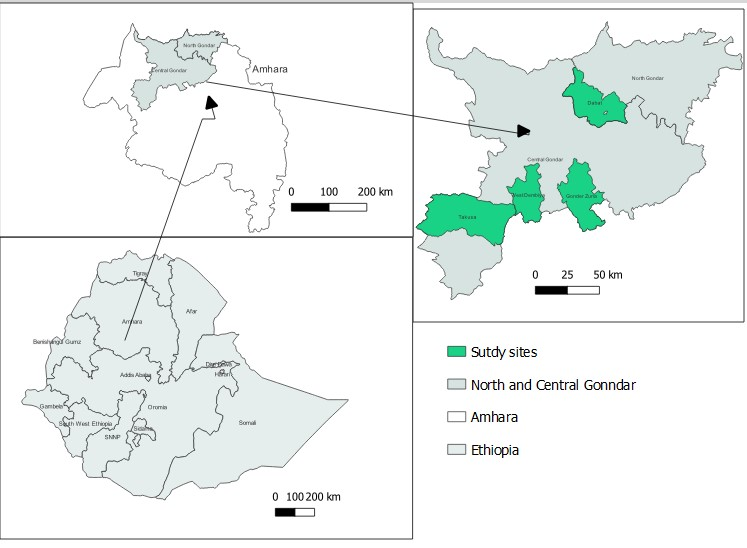 North Gondar
Central Gondar
Amhara
0 100 200 km
North Gondar
Dabat
Central Gondar
Gonder Zuria
Takusa
0 25 50 km
Tigray
Afar
Amhara
Benishangul Gumz
Dire Dawa
Addis Ababa
Harari
Gambela
Oromia
South West Ethiopia
Somali
Sidama
SNNP
0 100 200 km
Sutdy sites
North and Central Gonndar
Amhara
Ethiopia